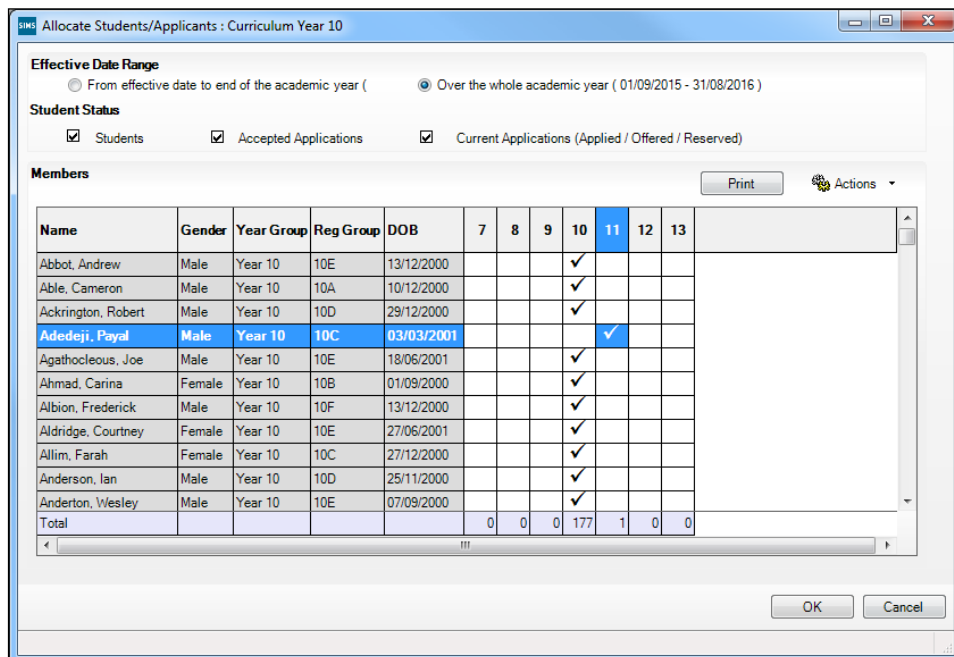 SIMS Allocate Students/Applicants : Curriculum Year 10
Effective Date Range
From effective date to end of the academic year ( Over the whole academic year ( 01/09/2015 - 31/08/2016 )
Student Status
Students Accepted Applications Current Applications (Applied / Offered / Reserved)
Members
Print Actions
Name Gender Year Group Reg Group DOB 7 8 9 10 11 12 13
Abbot, Andrew Male Year 10 10E 13/12/2000 ✓
Able, Cameron Male Year 10 10A 10/12/2000 ✓
Ackrington, Robert Male Year 10 10D 29/12/2000 ✓
Adedeji, Payal Male Year 10 10C 03/03/2001 ✓
Agathocleous, Joe Male Year 10 10E 18/06/2001 ✓
Ahmad, Carina Female Year 10 10B 01/09/2000 ✓
Albion, Frederick Male Year 10 10F 13/12/2000 ✓
Aldridge, Courtney Female Year 10 10E 27/06/2001 ✓
Allim, Farah Female Year 10 10C 27/12/2000 ✓
Anderson, Ian Male Year 10 10D 25/11/2000 ✓
Anderton, Wesley Male Year 10 10E 07/09/2000 ✓
Total 0 0 0 177 1 0 0
OK Cancel